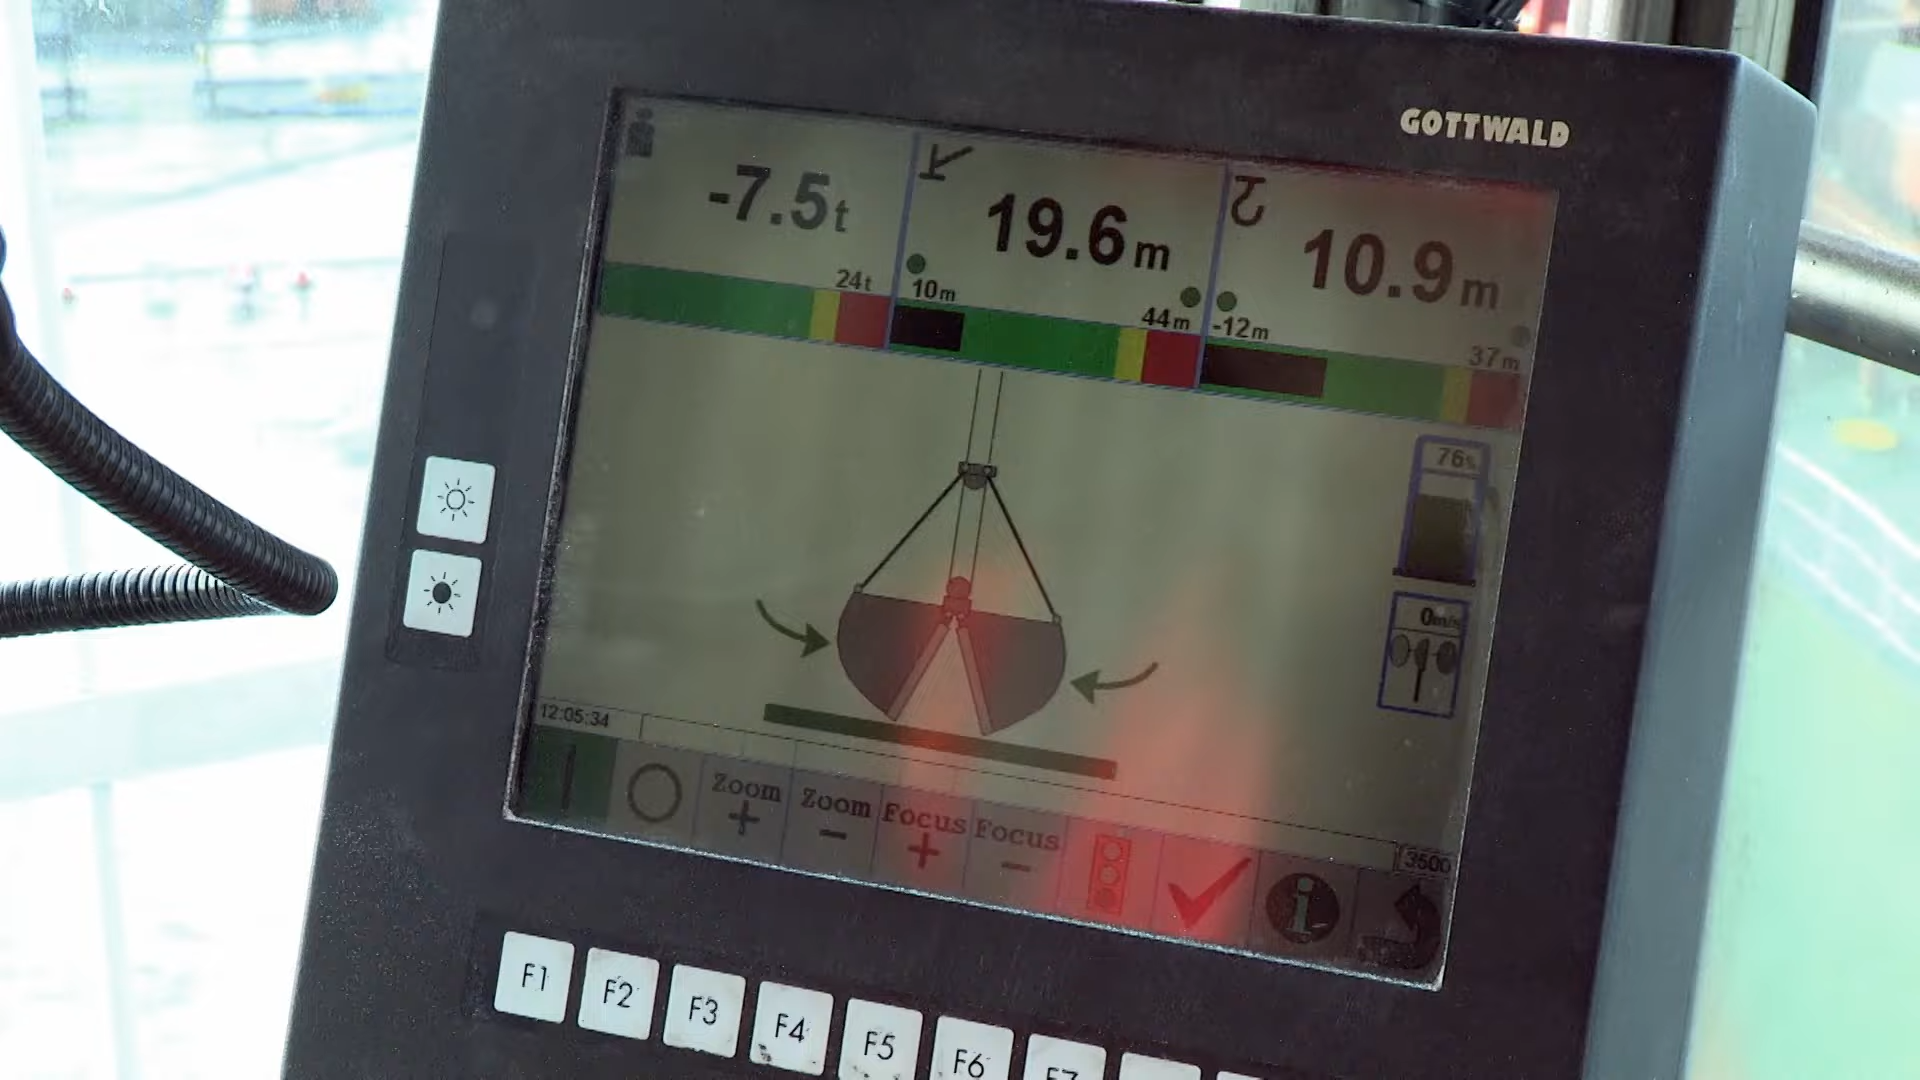 GOTTWALD
-7.5t
19.6m
10.9m
24t
10m
44m
-12m
37m
76%
0m/s
12:05:34
3500
Zoom
+
Zoom
-
Focus
+
Focus
-
i
F1
F2
F3
F4
F5
F6
F7